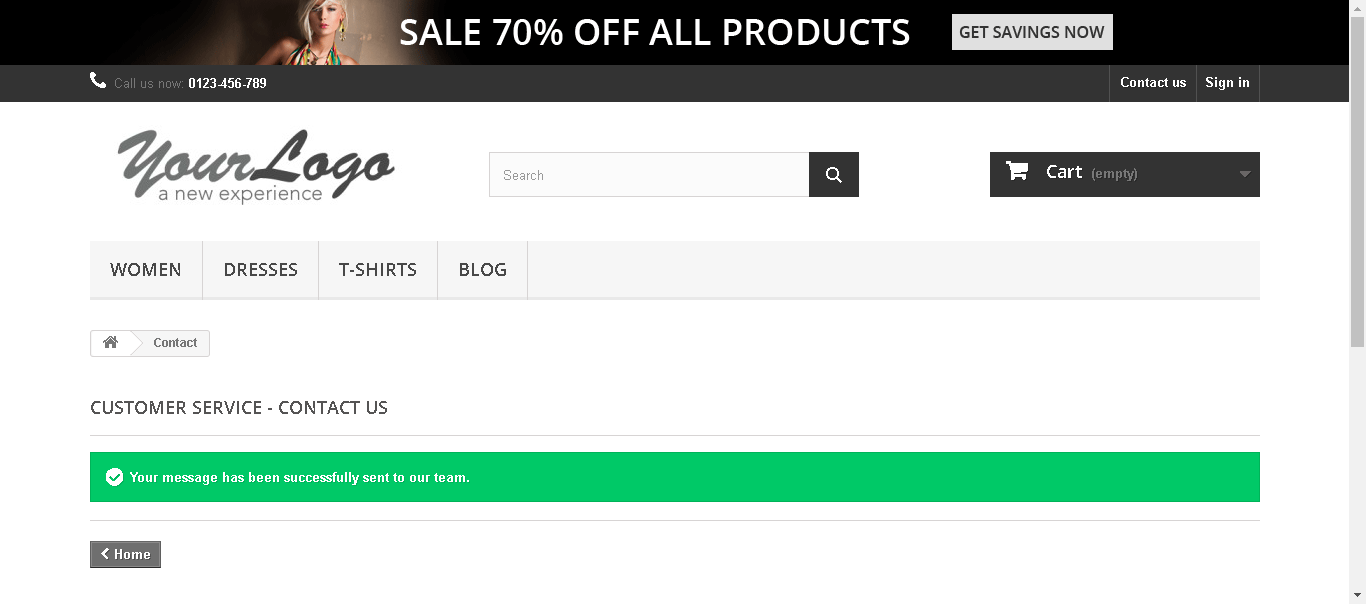 SALE 70% OFF ALL PRODUCTS GET SAVINGS NOW
Call us now: 0123-456-789 Contact us Sign in
YourLogo
a new experience
Search
Cart (empty)
WOMEN DRESSES T-SHIRTS BLOG
Contact
CUSTOMER SERVICE - CONTACT US
Your message has been successfully sent to our team.
Home